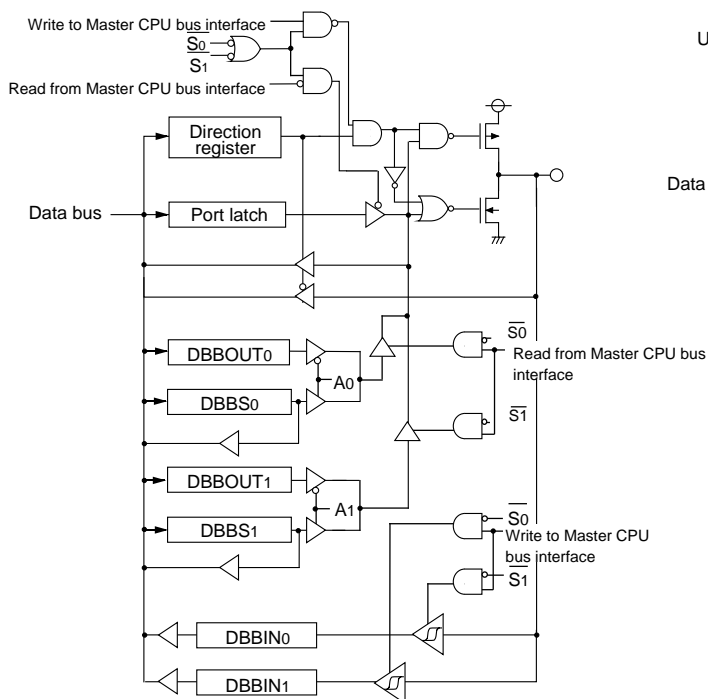 Write to Master CPU bus interface
S0
S1
Read from Master CPU bus interface
U
Direction
register
Data
Data bus
Port latch
S0
DBBOUT0
Read from Master CPU bus
interface
A0
DBBS0
S1
DBBOUT1
A1
S0
DBBS1
Write to Master CPU
bus interface
S1
DBBIN0
DBBIN1